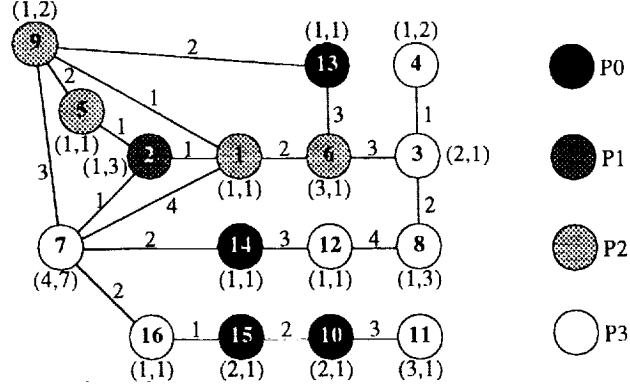 (1,2) (1,1) (1,2)
9 2 13 4 P0
2 1 3 1
5 1
(1,1) (1,3) 2 1 1 2 6 3 3 (2,1) P1
(1,1) (3,1)
3 1 4 2
7 2 14 3 12 4 8 P2
(4,7) (1,1) (1,1) (1,3)
2
16 1 15 2 10 3 11 P3
(1,1) (2,1) (2,1) (3,1)